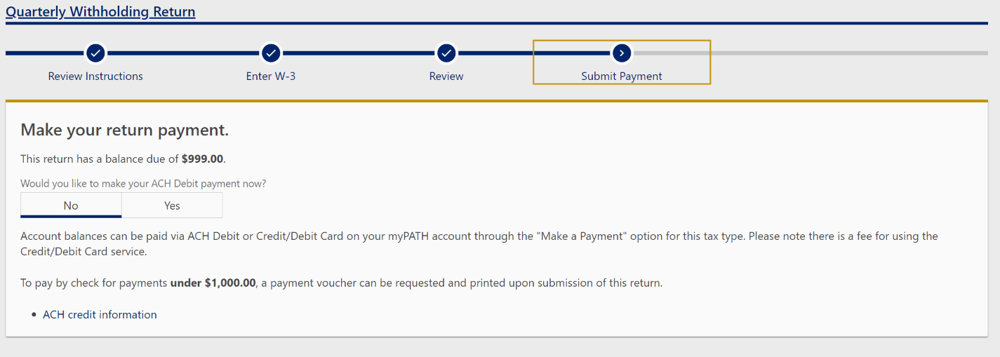 Quarterly Withholding Return
Review Instructions
Enter W-3
Review
Submit Payment
Make your return payment.
This return has a balance due of $999.00.
Would you like to make your ACH Debit payment now?
No
Yes
Account balances can be paid via ACH Debit or Credit/Debit Card on your myPATH account through the "Make a Payment" option for this tax type. Please note there is a fee for using the
Credit/Debit Card service.
To pay by check for payments under $1,000.00, a payment voucher can be requested and printed upon submission of this return.
• ACH credit information